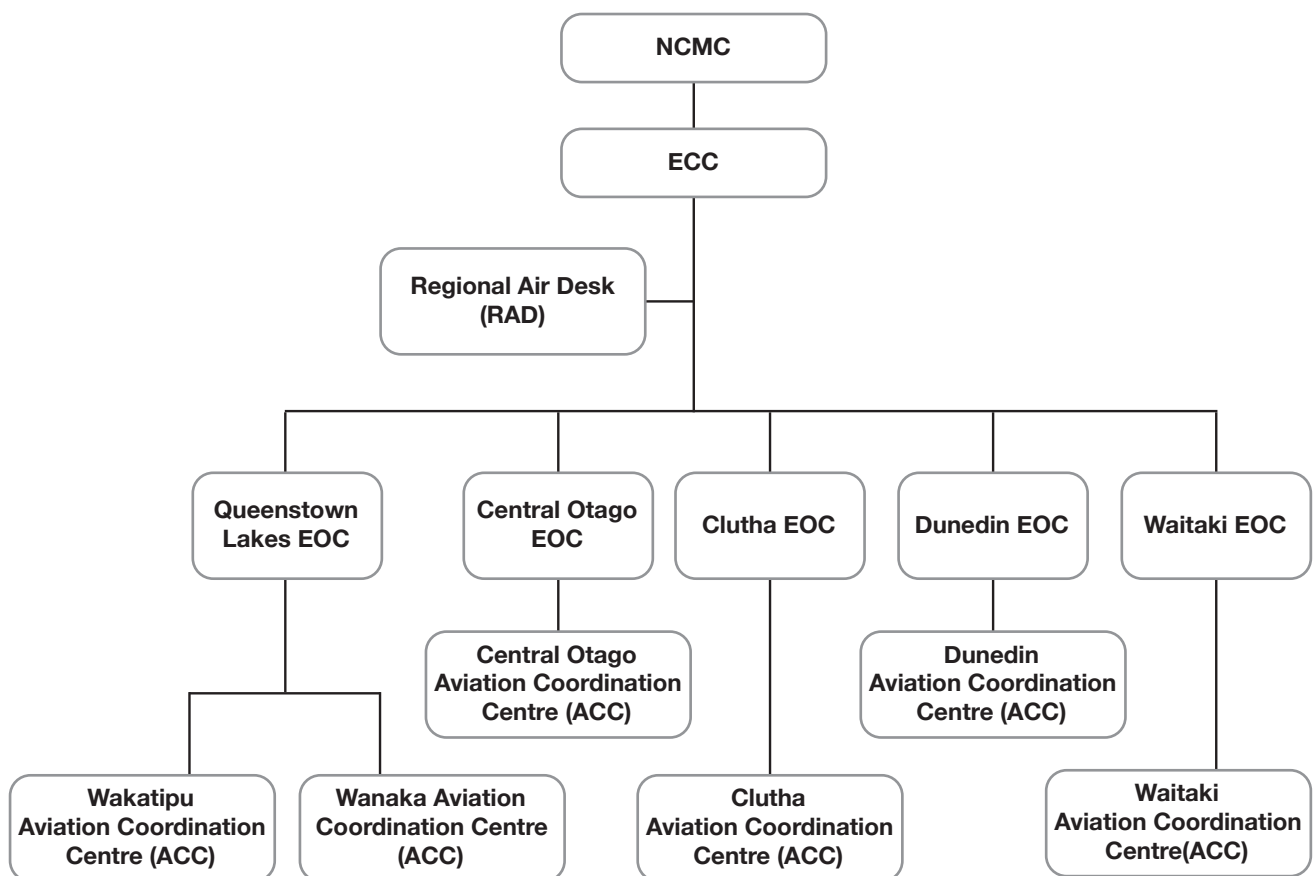 NCMC
ECC
Regional Air Desk
(RAD)
Queenstown
Lakes EOC
Central Otago
EOC
Clutha EOC
Dunedin EOC
Waitaki EOC
Central Otago
Aviation Coordination
Centre (ACC)
Dunedin
Aviation Coordination
Centre (ACC)
Wakatipu
Aviation Coordination
Centre (ACC)
Wanaka Aviation
Coordination Centre
(ACC)
Clutha
Aviation Coordination
Centre (ACC)
Waitaki
Aviation Coordination
Centre(ACC)